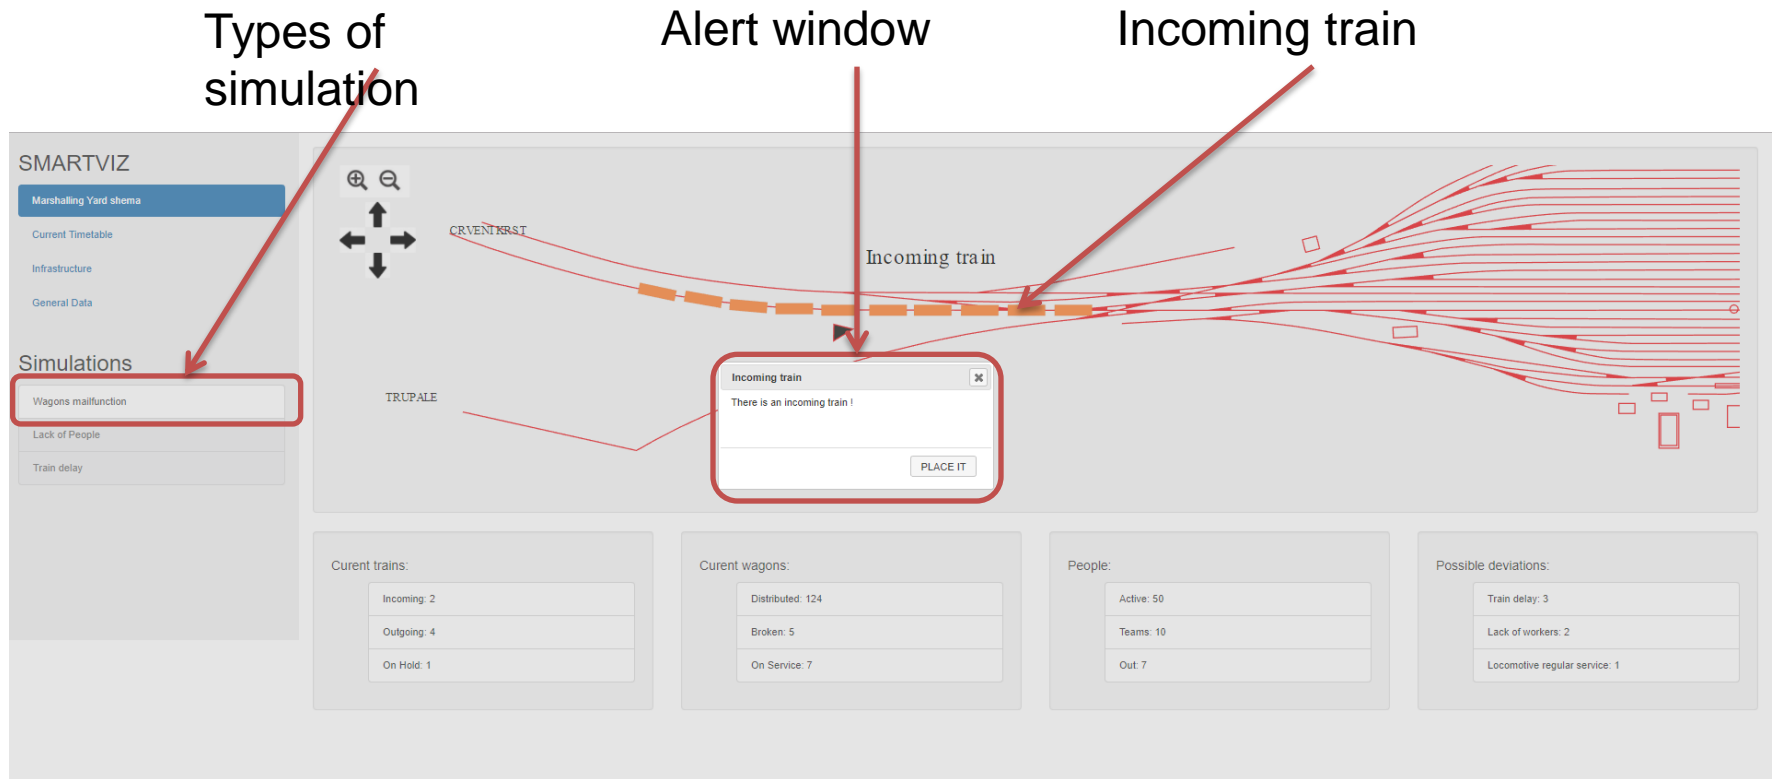 Types of
simulation
Alert window
Incoming train
SMARTVIZ
Marshalling Yard shema
Current Timetable
Infrastructure
General Data
Simulations
Wagons mailfunction
Lack of People
Train delay
CRVENI KRST
Incoming train
TRUPALE
Incoming train
There is an incoming train !
PLACE IT
Curent trains:
Incoming: 2
Outgoing: 4
On Hold: 1
Curent wagons:
Distributed: 124
Broken: 5
On Service: 7
People:
Active: 50
Teams: 10
Out: 7
Possible deviations:
Train delay: 3
Lack of workers: 2
Locomotive regular service: 1